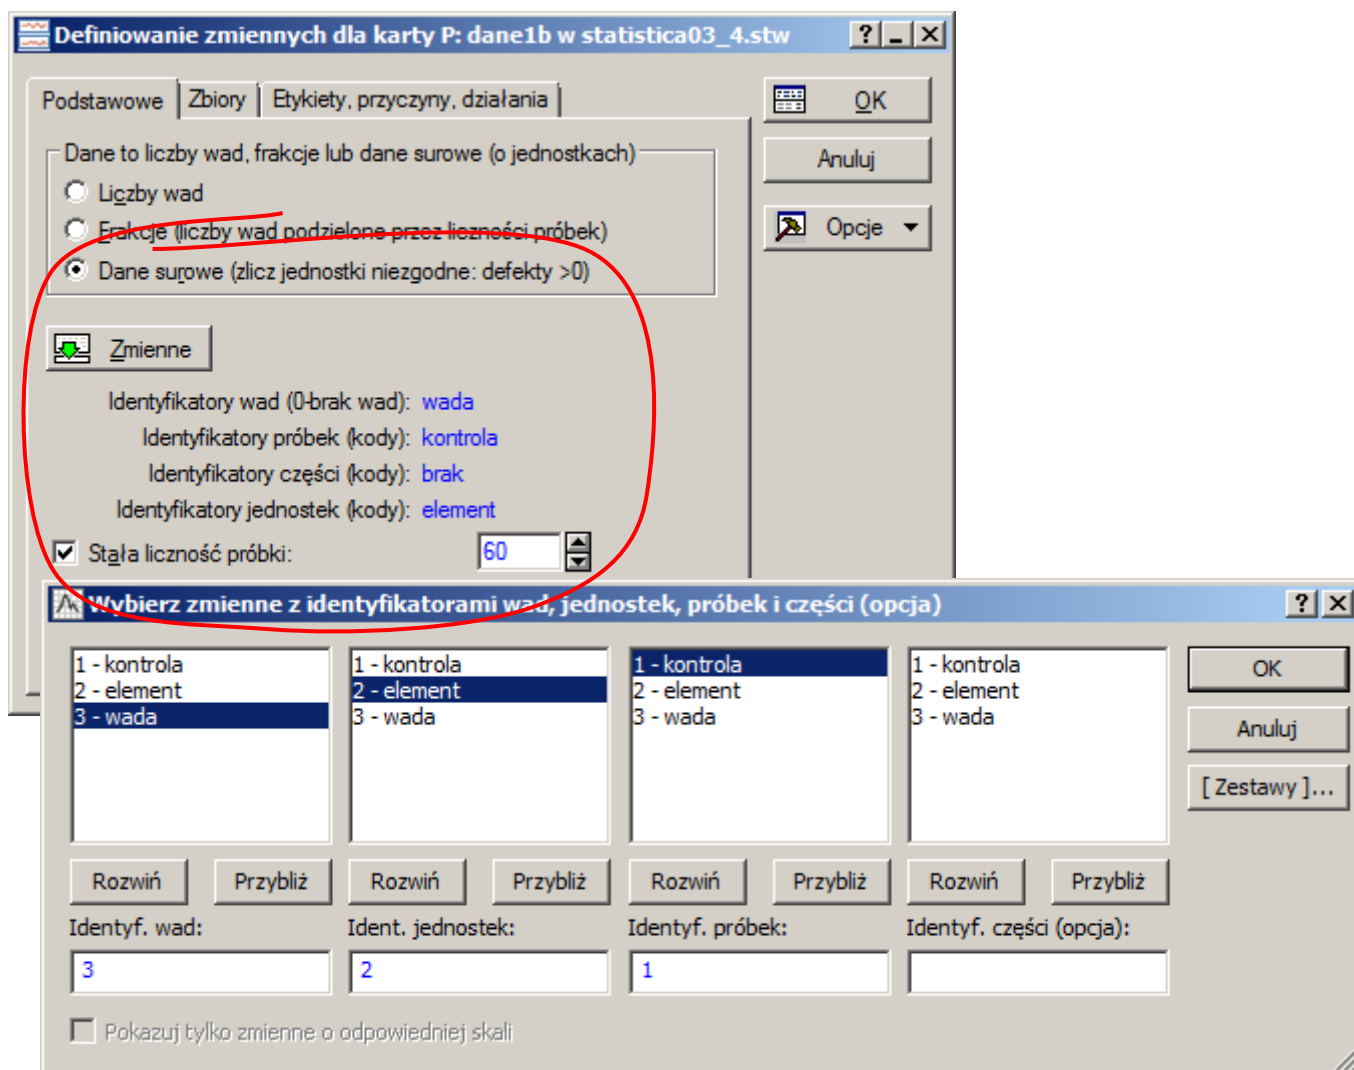 Definiowanie zmiennych dla karty P: dane1b w statistica03_4.stw
Podstawowe Zbiory Etykiety, przyczyny, działania
OK
Anuluj
Opcje
Dane to liczby wad, frakcje lub dane surowe (o jednostkach)
Liczby wad
Frakcje (liczby wad podzielone przez liczności próbek)
Dane surowe (zlicz jednostki niezgodne: defekty >0)
Zmienne
Identyfikatory wad (0-brak wad): wada
Identyfikatory próbek (kody): kontrola
Identyfikatory części (kody): brak
Identyfikatory jednostek (kody): element
Stała liczność próbki: 60
Wybierz zmienne z identyfikatorami wad, jednostek, próbek i części (opcja)
1 - kontrola 1 - kontrola 1 - kontrola 1 - kontrola
2 - element 2 - element 2 - element 2 - element
3 - wada 3 - wada 3 - wada 3 - wada
OK
Anuluj
[ Zestawy ]...
Rozwiń Przybliż Rozwiń Przybliż Rozwiń Przybliż Rozwiń Przybliż
Identyf. wad: Ident. jednostek: Identyf. próbek: Identyf. części (opcja):
3 2 1
Pokazuj tylko zmienne o odpowiedniej skali